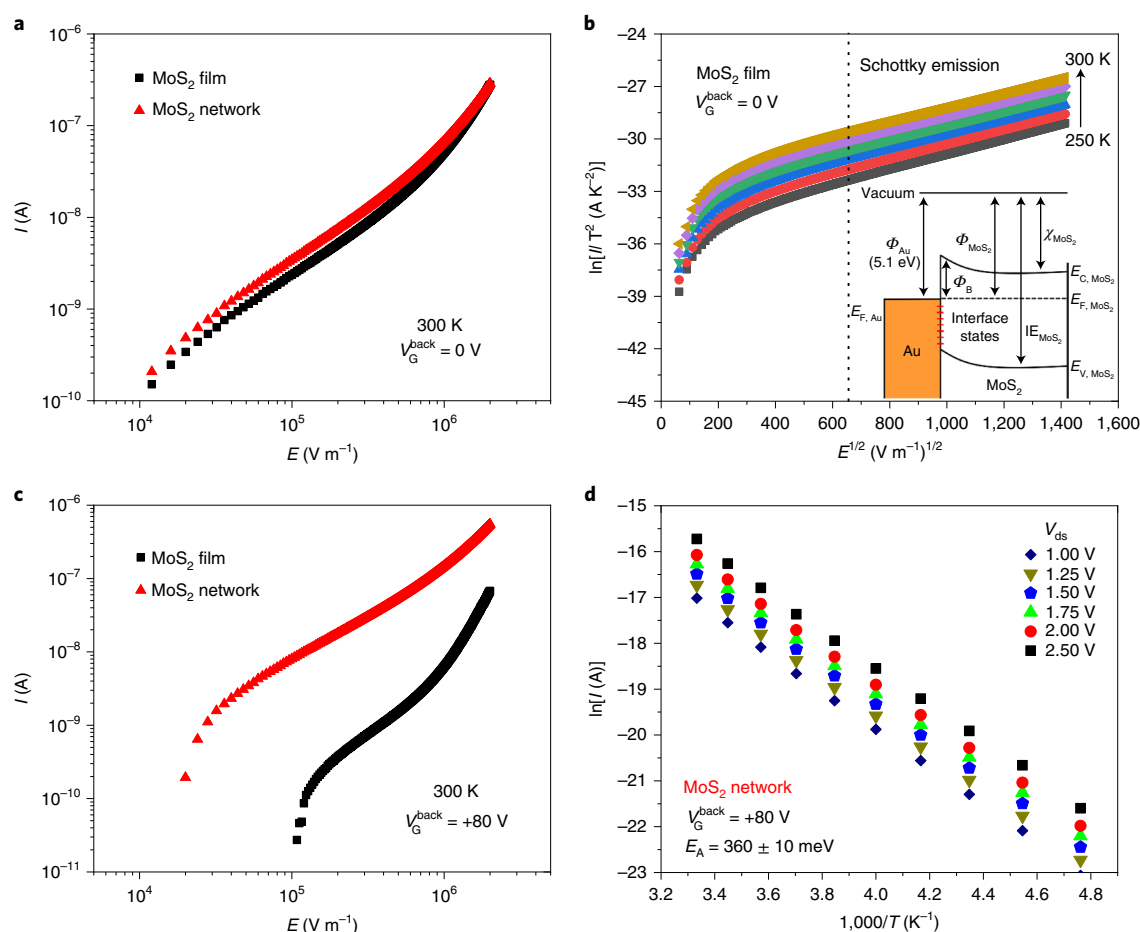 a
I (A)
10⁻⁶
10⁻⁷
10⁻⁸
10⁻⁹
10⁻¹⁰
MoS₂ film
MoS₂ network
300 K
V_G^back = 0 V
10⁴
10⁵
10⁶
E (V m⁻¹)
b
ln[I/T² (A K⁻²)]
−24
−27
−30
−33
−36
−39
−42
−45
MoS₂ film
V_G^back = 0 V
Schottky emission
300 K
250 K
Vacuum
Φ_Au
(5.1 eV)
Φ_MoS₂
χ_MoS₂
Φ_B
E_C, MoS₂
E_F, Au
E_F, MoS₂
Interface
states
IE_MoS₂
Au
E_V, MoS₂
MoS₂
0
200
400
600
800
1,000
1,200
1,400
1,600
E^1/2 (V m⁻¹)^1/2
c
I (A)
10⁻⁶
10⁻⁷
10⁻⁸
10⁻⁹
10⁻¹⁰
10⁻¹¹
MoS₂ film
MoS₂ network
300 K
V_G^back = +80 V
10⁴
10⁵
10⁶
E (V m⁻¹)
d
ln[I (A)]
−15
−16
−17
−18
−19
−20
−21
−22
−23
V_ds
1.00 V
1.25 V
1.50 V
1.75 V
2.00 V
2.50 V
MoS₂ network
V_G^back = +80 V
E_A = 360 ± 10 meV
3.2
3.4
3.6
3.8
4.0
4.2
4.4
4.6
4.8
1,000/T (K⁻¹)